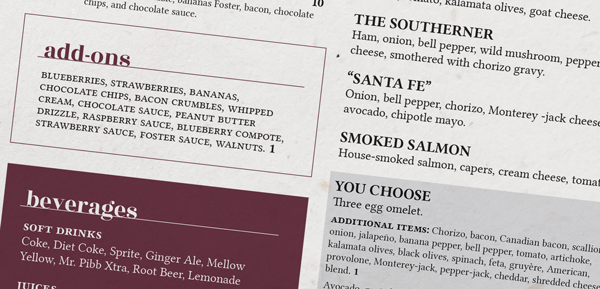 bananas Foster, bacon, chocolate
chips, and chocolate sauce. 10
add-ons
BLUEBERRIES, STRAWBERRIES, BANANAS,
CHOCOLATE CHIPS, BACON CRUMBLES, WHIPPED
CREAM, CHOCOLATE SAUCE, PEANUT BUTTER
DRIZZLE, RASPBERRY SAUCE, BLUEBERRY COMPOTE,
STRAWBERRY SAUCE, FOSTER SAUCE, WALNUTS. 1
beverages
SOFT DRINKS
Coke, Diet Coke, Sprite, Ginger Ale, Mellow
Yellow, Mr. Pibb Xtra, Root Beer, Lemonade
JUICES
kalamata olives, goat cheese.
THE SOUTHERNER
Ham, onion, bell pepper, wild mushroom, pepper
cheese, smothered with chorizo gravy.
“SANTA FE”
Onion, bell pepper, chorizo, Monterey -jack cheese
avocado, chipotle mayo.
SMOKED SALMON
House-smoked salmon, capers, cream cheese, tomat
YOU CHOOSE
Three egg omelet.
ADDITIONAL ITEMS: Chorizo, bacon, Canadian bacon, scallion
onion, jalapeño, banana pepper, bell pepper, tomato, artichoke,
kalamata olives, black olives, spinach, feta, gruyère, American,
provolone, Monterey-jack, pepper-jack, cheddar, shredded cheese
blend. 1